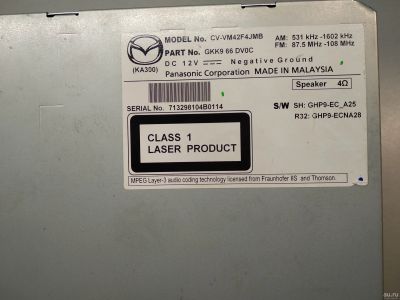 MODEL No. CV-VM42F4JMB AM: 531 kHz -1602 kHz
PART No. GKK9 66 DV0C FM: 87.5 MHz -108 MHz
(KA300) DC 12V Negative Ground
Panasonic Corporation MADE IN MALAYSIA
Speaker 4Ω
SERIAL No. 713298104B0114
S/W SH: GHP9-EC_A25
R32: GHP9-ECNA28
CLASS 1
LASER PRODUCT
MPEG Layer-3 audio coding technology licensed from Fraunhofer IIS and Thomson.